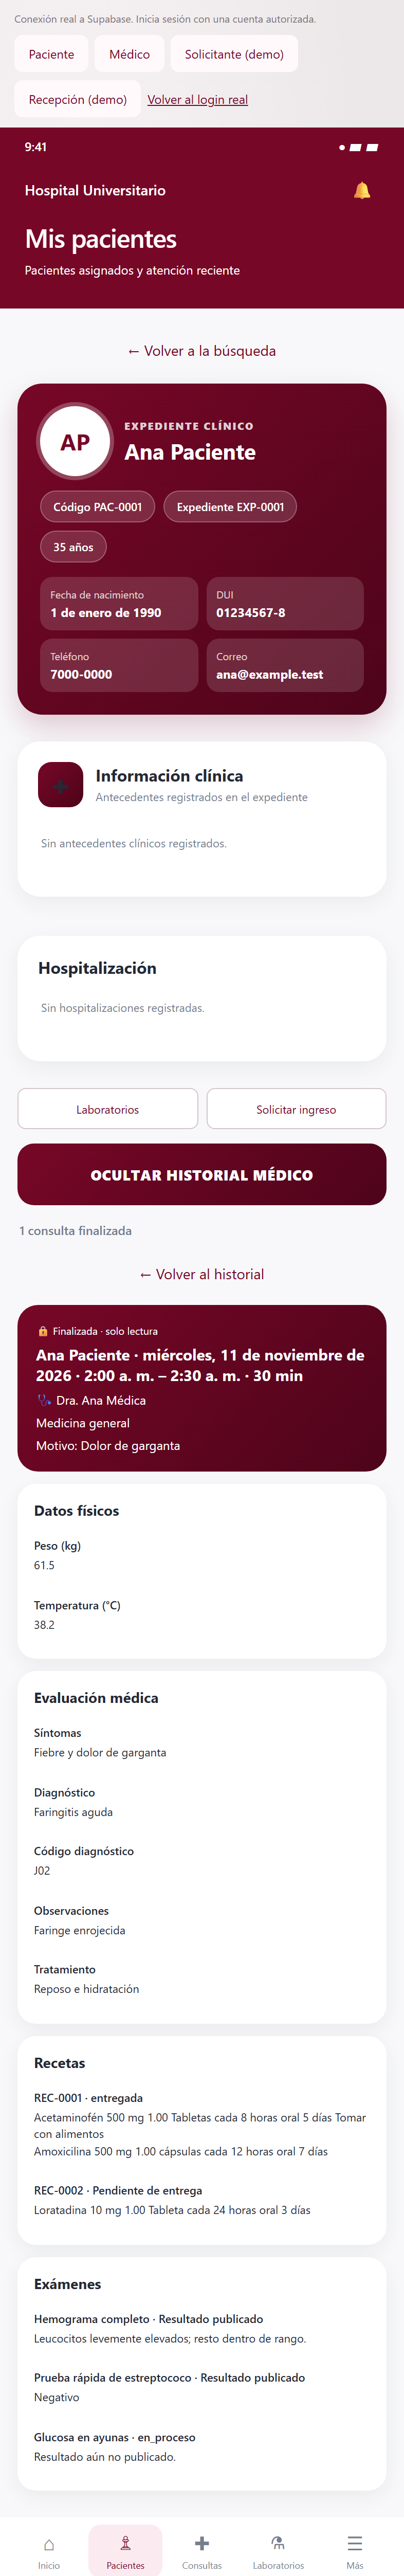 Conexión real a Supabase. Inicia sesión con una cuenta autorizada.
Paciente
Médico
Solicitante (demo)
Recepción (demo)
Volver al login real
9:41
Hospital Universitario
Mis pacientes
Pacientes asignados y atención reciente
← Volver a la búsqueda
AP
EXPEDIENTE CLÍNICO
Ana Paciente
Código PAC-0001
Expediente EXP-0001
35 años
Fecha de nacimiento
1 de enero de 1990
DUI
01234567-8
Teléfono
7000-0000
Correo
ana@example.test
Información clínica
Antecedentes registrados en el expediente
Sin antecedentes clínicos registrados.
Hospitalización
Sin hospitalizaciones registradas.
Laboratorios
Solicitar ingreso
OCULTAR HISTORIAL MÉDICO
1 consulta finalizada
← Volver al historial
Finalizada · solo lectura
Ana Paciente · miércoles, 11 de noviembre de
2026 · 2:00 a. m. – 2:30 a. m. · 30 min
Dra. Ana Médica
Medicina general
Motivo: Dolor de garganta
Datos físicos
Peso (kg)
61.5
Temperatura (°C)
38.2
Evaluación médica
Síntomas
Fiebre y dolor de garganta
Diagnóstico
Faringitis aguda
Código diagnóstico
J02
Observaciones
Faringe enrojecida
Tratamiento
Reposo e hidratación
Recetas
REC-0001 · entregada
Acetaminofén 500 mg 1.00 Tabletas cada 8 horas oral 5 días Tomar
con alimentos
Amoxicilina 500 mg 1.00 cápsulas cada 12 horas oral 7 días
REC-0002 · Pendiente de entrega
Loratadina 10 mg 1.00 Tableta cada 24 horas oral 3 días
Exámenes
Hemograma completo · Resultado publicado
Leucocitos levemente elevados; resto dentro de rango.
Prueba rápida de estreptococo · Resultado publicado
Negativo
Glucosa en ayunas · en_proceso
Resultado aún no publicado.
Inicio
Pacientes
Consultas
Laboratorios
Más